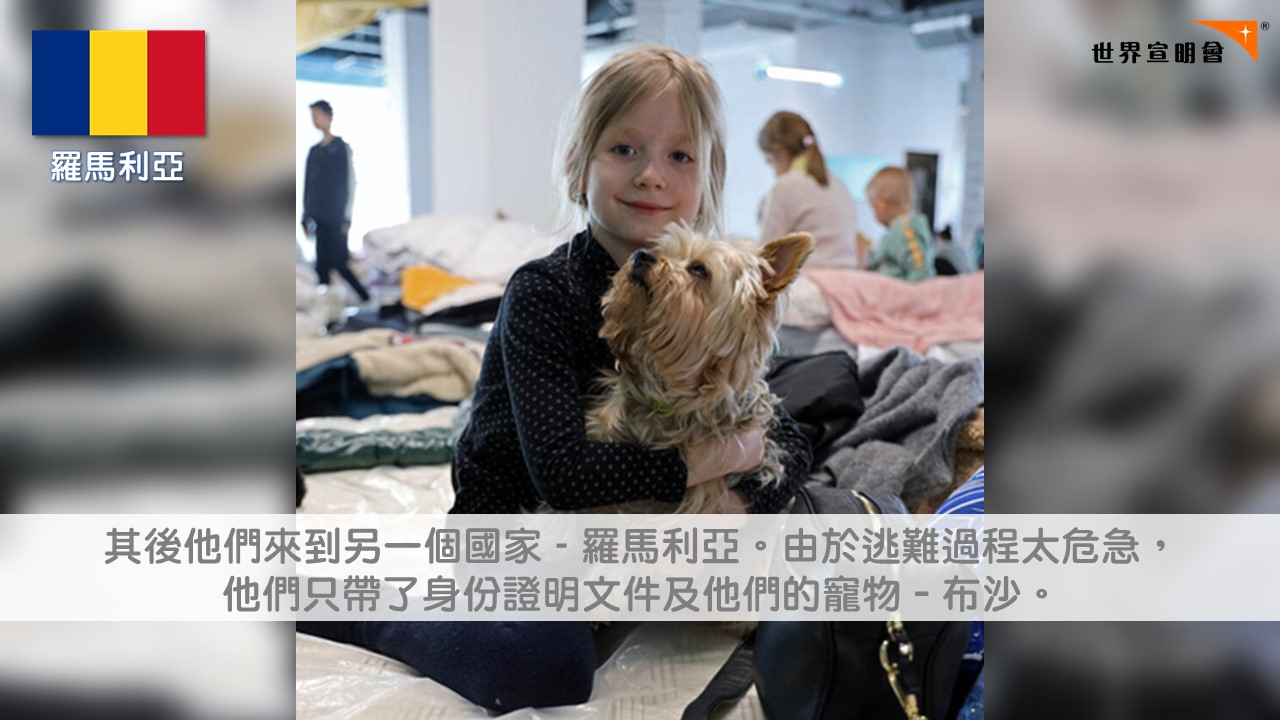 世界宣明會®
羅馬利亞
其後他們來到另一個國家 - 羅馬利亞。由於逃難過程太危急，
他們只帶了身份證明文件及他們的寵物 - 布沙。